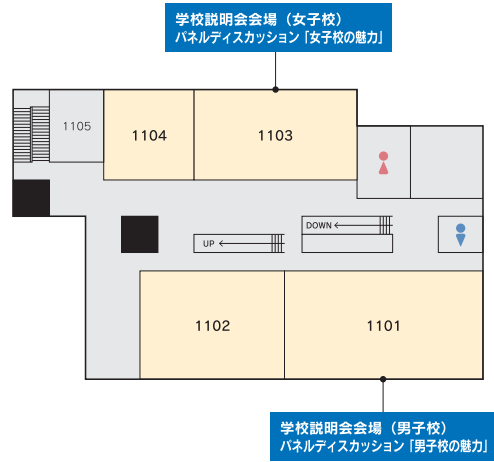 学校説明会会場（女子校）
パネルディスカッション「女子校の魅力」
1105
1104
1103
DOWN
UP
1102
1101
学校説明会会場（男子校）
パネルディスカッション「男子校の魅力」